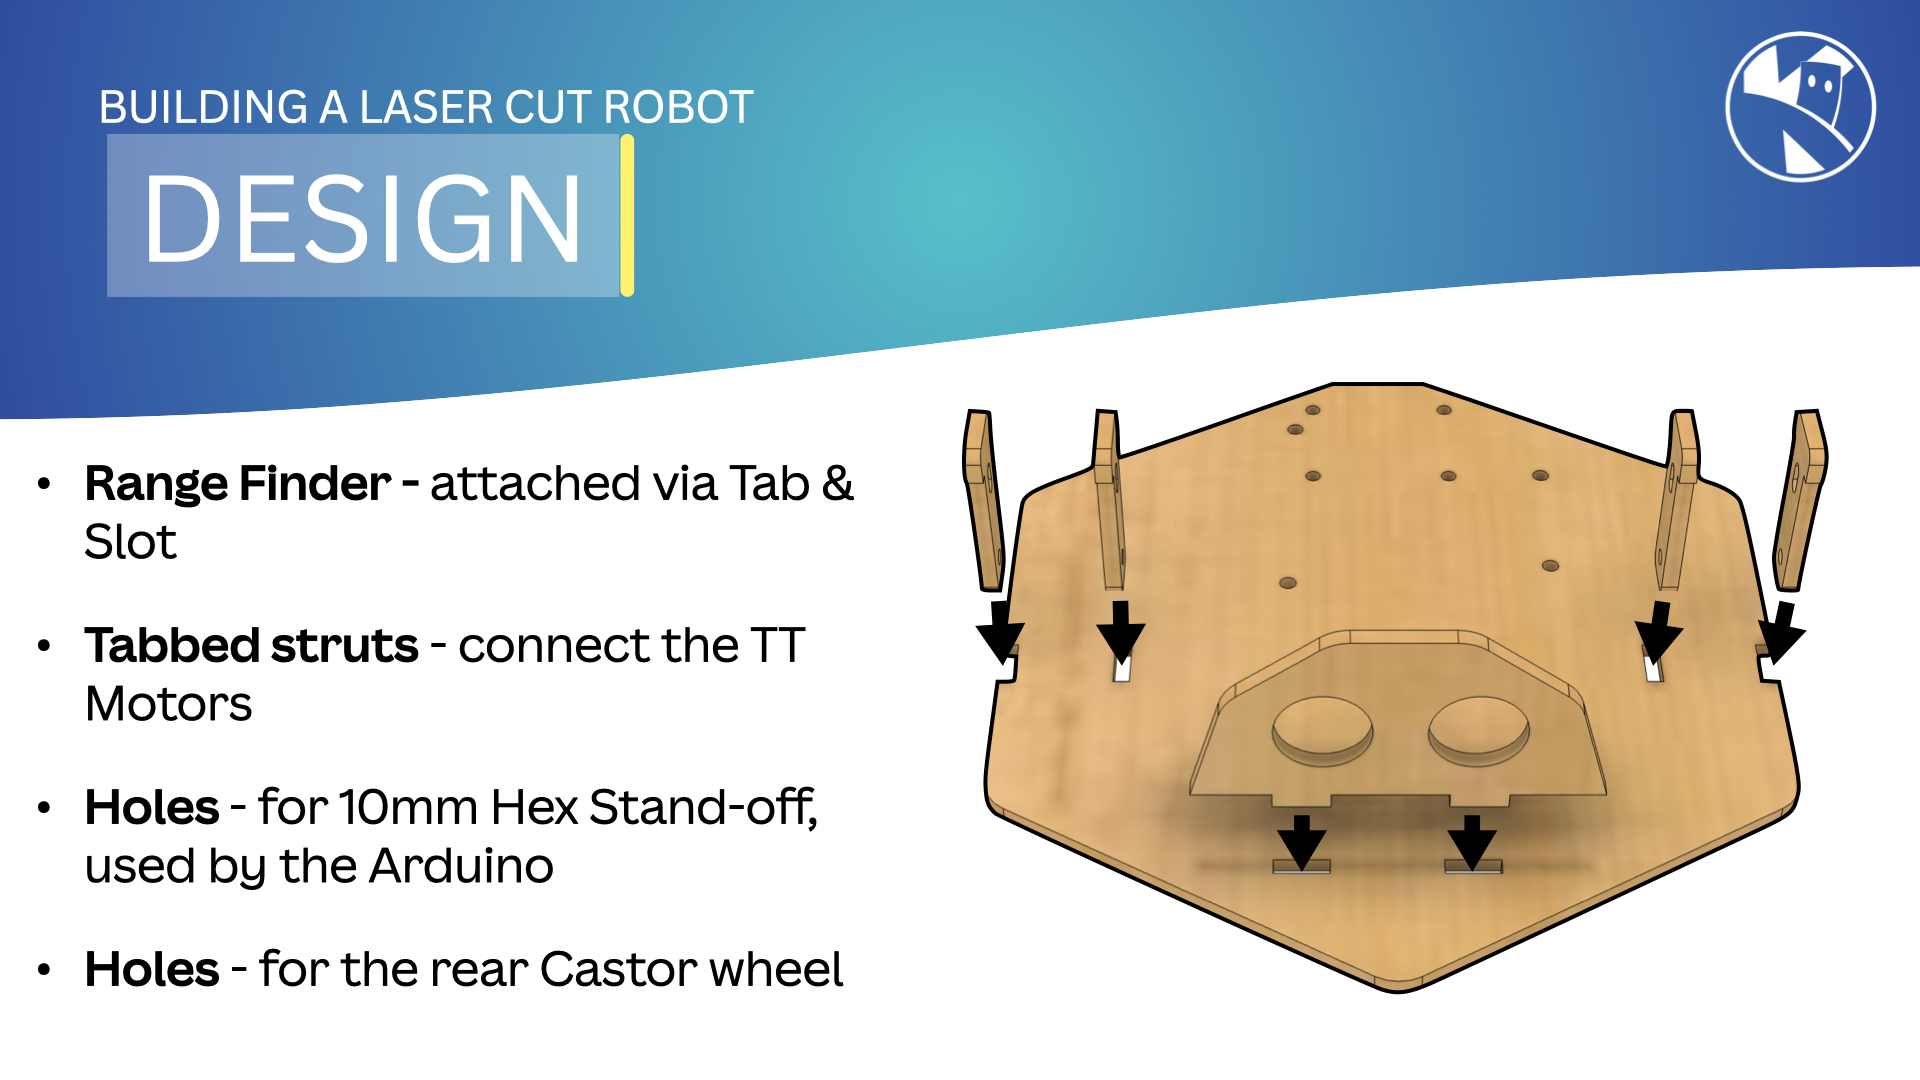 BUILDING A LASER CUT ROBOT
DESIGN
• Range Finder - attached via Tab &
Slot
• Tabbed struts - connect the TT
Motors
• Holes - for 10mm Hex Stand-off,
used by the Arduino
• Holes - for the rear Castor wheel